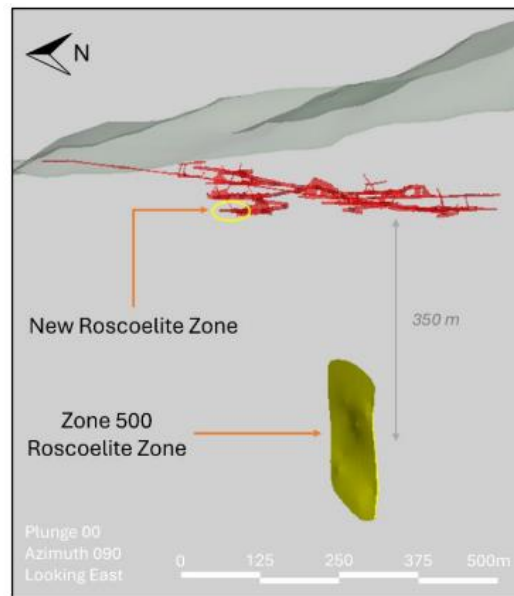 N
New Roscoelite Zone
350 m
Zone 500
Roscoelite Zone
Plunge 00
Azimuth 090
Looking East
0 125 250 375 500m